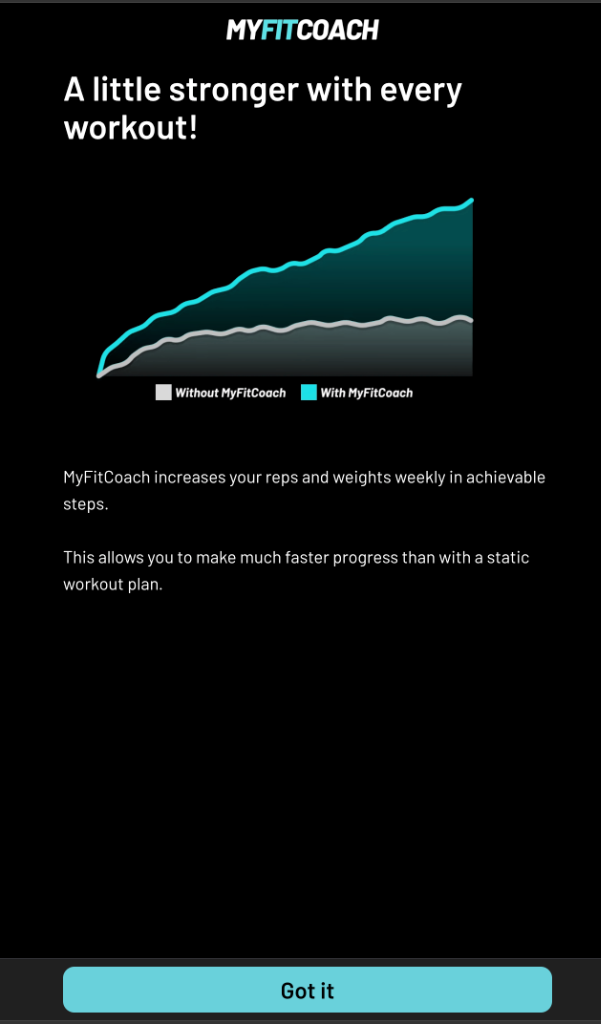 MYFITCOACH
A little stronger with every
workout!
Without MyFitCoach With MyFitCoach
MyFitCoach increases your reps and weights weekly in achievable
steps.
This allows you to make much faster progress than with a static
workout plan.
Got it